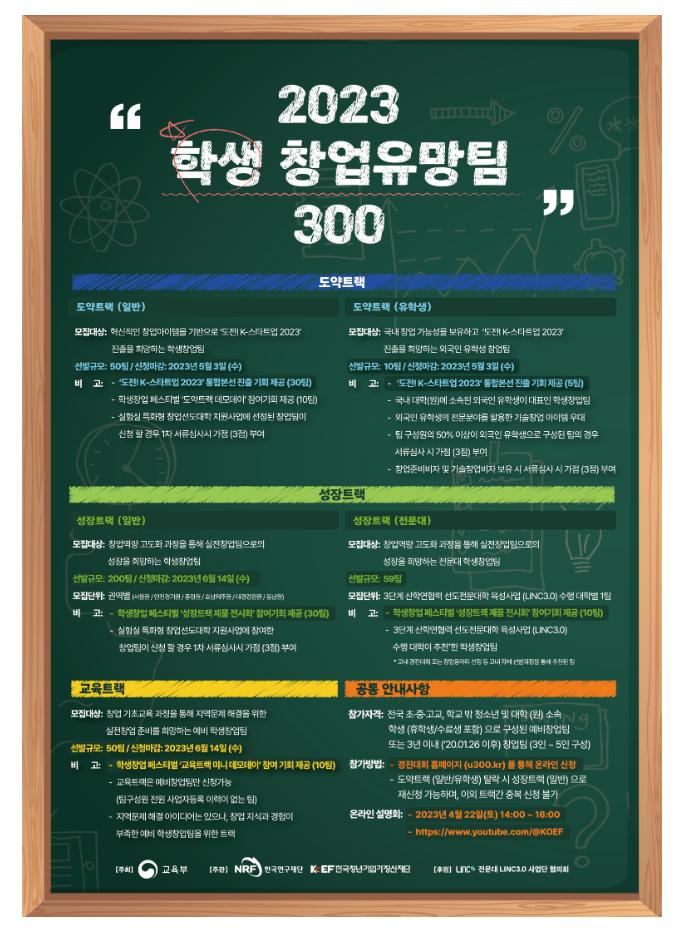 “
2023
학생 창업유망팀
300
”
도약트랙
도약트랙 (일반)
모집대상: 혁신적인 창업아이템을 기반으로 '도전! K-스타트업 2023'
진출을 희망하는 학생창업팀
선발규모: 50팀 / 신청마감: 2023년 5월 3일 (수)
비 고: - '도전! K-스타트업 2023' 통합본선 진출 기회 제공 (30팀)
- 학생창업 페스티벌 '도약트랙 데모데이' 참여기회 제공 (10팀)
- 실험실 특화형 창업선도대학 지원사업에 선정된 창업팀이
신청 할 경우 1차 서류심사시 가점 (3점) 부여
도약트랙 (유학생)
모집대상: 국내 창업 가능성을 보유하고 '도전! K-스타트업 2023'
진출을 희망하는 외국인 유학생 창업팀
선발규모: 10팀 / 신청마감: 2023년 5월 3일 (수)
비 고: - '도전! K-스타트업 2023' 통합본선 진출 기회 제공 (5팀)
- 국내 대학(원)에 소속된 외국인 유학생이 대표인 학생창업팀
- 외국인 유학생의 전문분야를 활용한 기술창업 아이템 우대
- 팀 구성원의 50% 이상이 외국인 유학생으로 구성된 팀의 경우
서류심사 시 가점 (3점) 부여
- 창업준비비자 및 기술창업비자 보유 시 서류심사 시 가점 (3점) 부여
성장트랙
성장트랙 (일반)
모집대상: 창업역량 고도화 과정을 통해 실전창업팀으로의
성장을 희망하는 학생창업팀
선발규모: 200팀 / 신청마감: 2023년 6월 14일 (수)
모집단위: 권역별 (서울권 / 인천경기권 / 충청권 / 호남제주권 / 대경강원권 / 동남권)
비 고: - 학생창업 페스티벌 '성장트랙 제품 전시회' 참여기회 제공 (30팀)
- 실험실 특화형 창업선도대학 지원사업에 참여한
창업팀이 신청 할 경우 1차 서류심사시 가점 (3점) 부여
성장트랙 (전문대)
모집대상: 창업역량 고도화 과정을 통해 실전창업팀으로의
성장을 희망하는 전문대 학생창업팀
선발규모: 59팀
모집단위: 3단계 산학연협력 선도전문대학 육성사업 (LINC3.0) 수행 대학별 1팀
비 고: - 학생창업 페스티벌 '성장트랙 제품 전시회' 참여기회 제공 (10팀)
- 3단계 산학연협력 선도전문대학 육성사업 (LINC3.0)
수행 대학이 추천*한 학생창업팀
* 교내 경진대회 또는 창업동아리 선정 등 교내 자체 선발과정을 통해 추천된 팀
교육트랙
모집대상: 창업 기초교육 과정을 통해 지역문제 해결을 위한
실전창업 준비를 희망하는 예비 학생창업팀
선발규모: 50팀 / 신청마감: 2023년 6월 14일 (수)
비 고: - 학생창업 페스티벌 '교육트랙 미니 데모데이' 참여 기회 제공 (10팀)
- 교육트랙은 예비창업팀만 신청가능
(팀구성원 전원 사업자등록 이력이 없는 팀)
- 지역문제 해결 아이디어는 있으나, 창업 지식과 경험이
부족한 예비 학생창업팀을 위한 트랙
공통 안내사항
참가자격: 전국 초·중·고교, 학교 밖 청소년 및 대학 (원) 소속
학생 (휴학생/수료생 포함) 으로 구성된 예비창업팀
또는 3년 이내 ('20.01.26 이후) 창업팀 (3인 ~ 5인 구성)
참가방법: - 경진대회 홈페이지 (u300.kr) 를 통해 온라인 신청
- 도약트랙 (일반/유학생) 탈락 시 성장트랙 (일반) 으로
재신청 가능하며, 이외 트랙간 중복 신청 불가
온라인 설명회: - 2023년 4월 22일(토) 14:00 ~ 16:00
- https://www.youtube.com/@KOEF
[주최] 교육부 [주관] NRF 한국연구재단 KoEF 한국청년기업가정신재단 [후원] LINC 3.0 전문대 LINC3.0 사업단 협의회